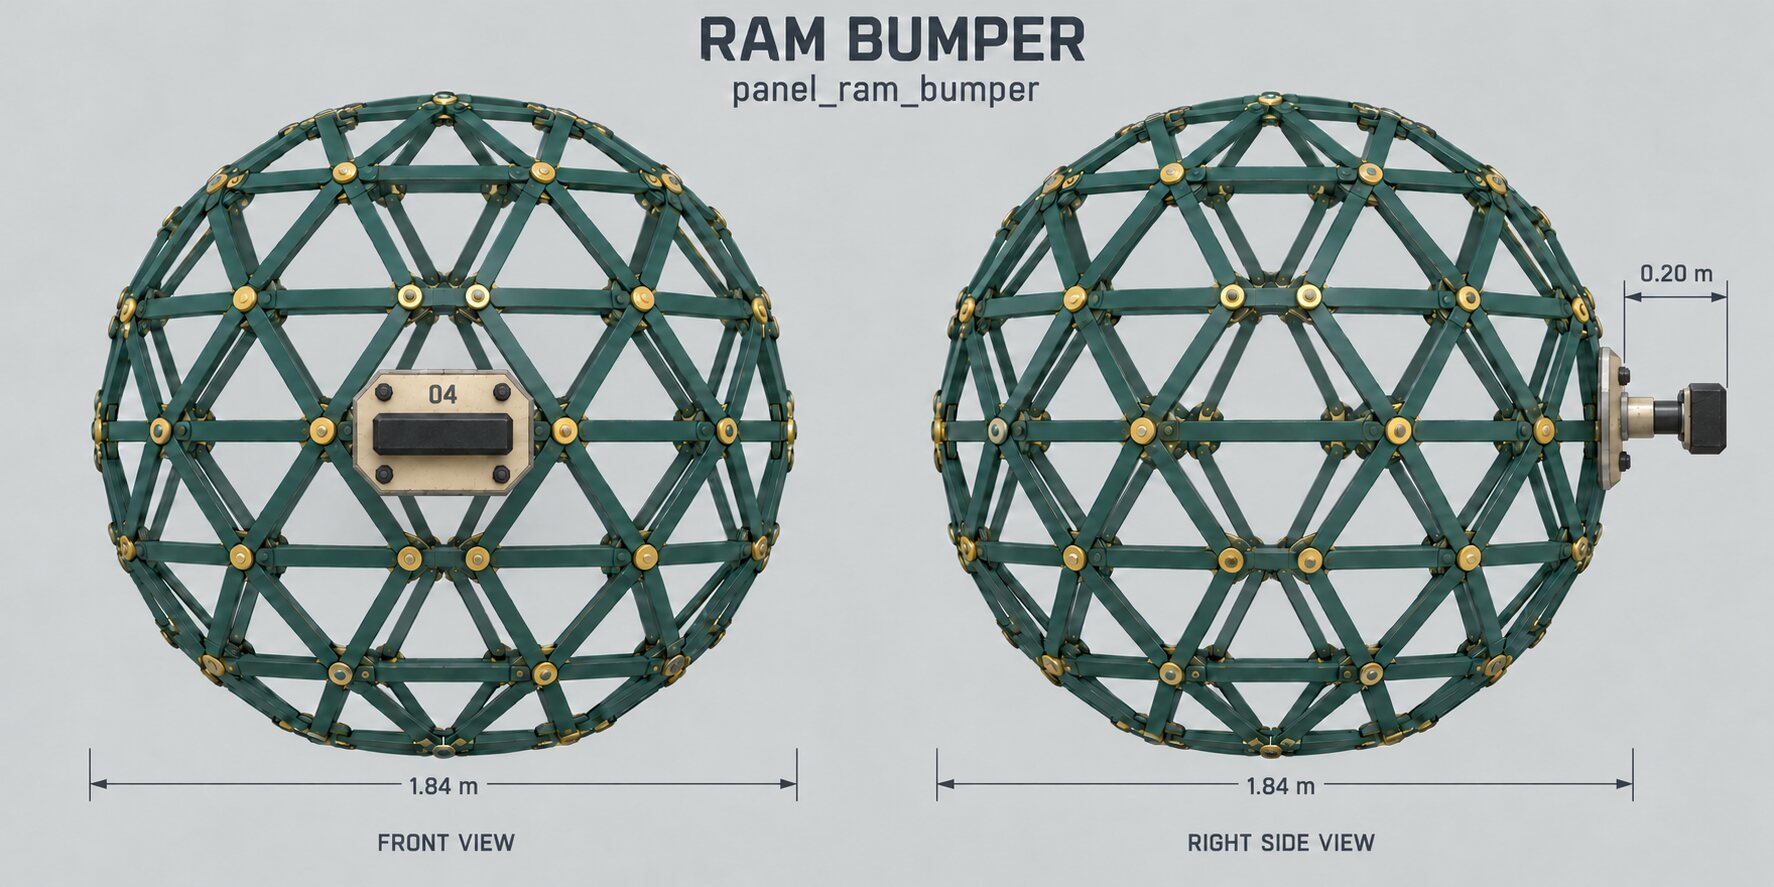 RAM BUMPER
panel_ram_bumper
0.20 m
04
1.84 m
1.84 m
FRONT VIEW
RIGHT SIDE VIEW